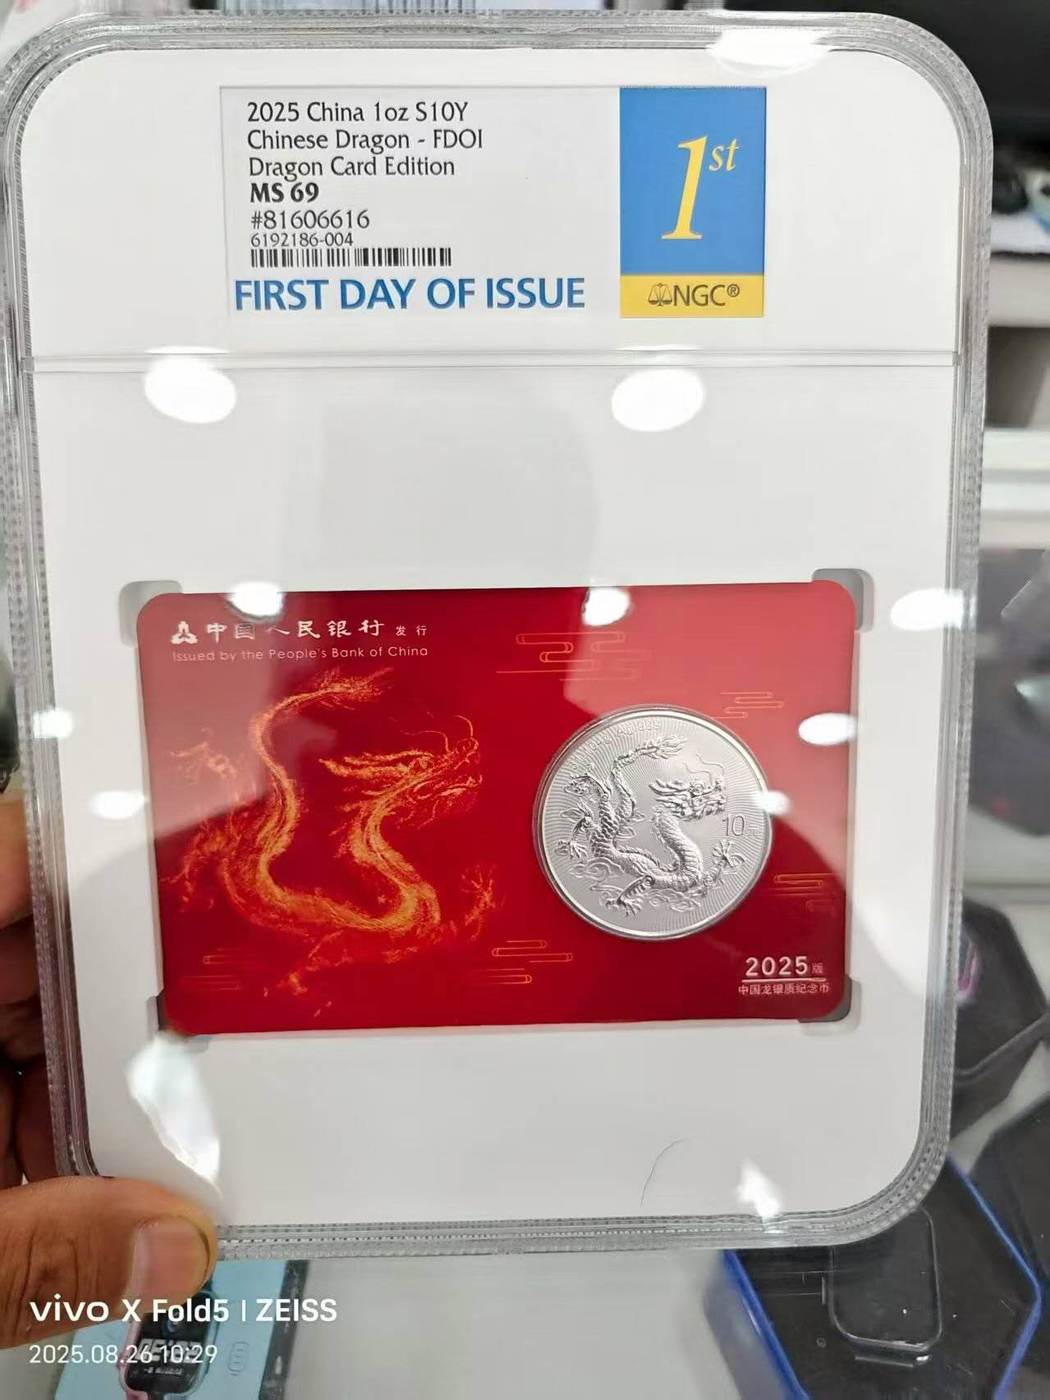 2025 China 1oz S10Y
Chinese Dragon - FDOI
Dragon Card Edition
MS 69
#81606616
6192186-004
FIRST DAY OF ISSUE
1st
NGC®
中国人民银行 发行
Issued by the People's Bank of China
10
2025版
中国龙银质纪念币
vivo X Fold5 | ZEISS
2025.08.26 10:29